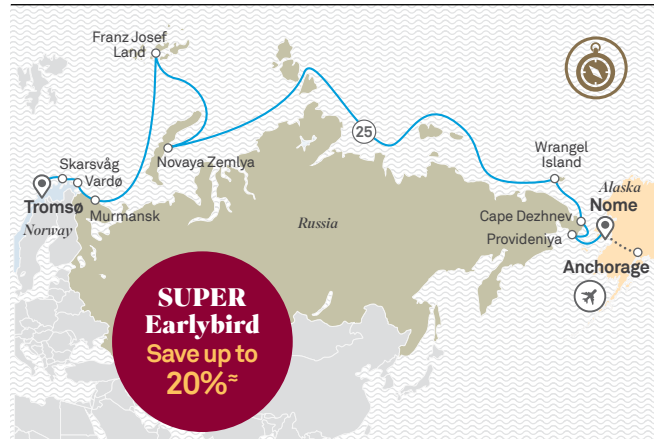 Franz Josef
Land
25
Novaya Zemlya
Skarsvåg
Vardø
Tromsø
Murmansk
Norway
Russia
Wrangel
Island
Alaska
Cape Dezhnev
Nome
Provideniya
Anchorage
SUPER
Earlybird
Save up to
20%≈